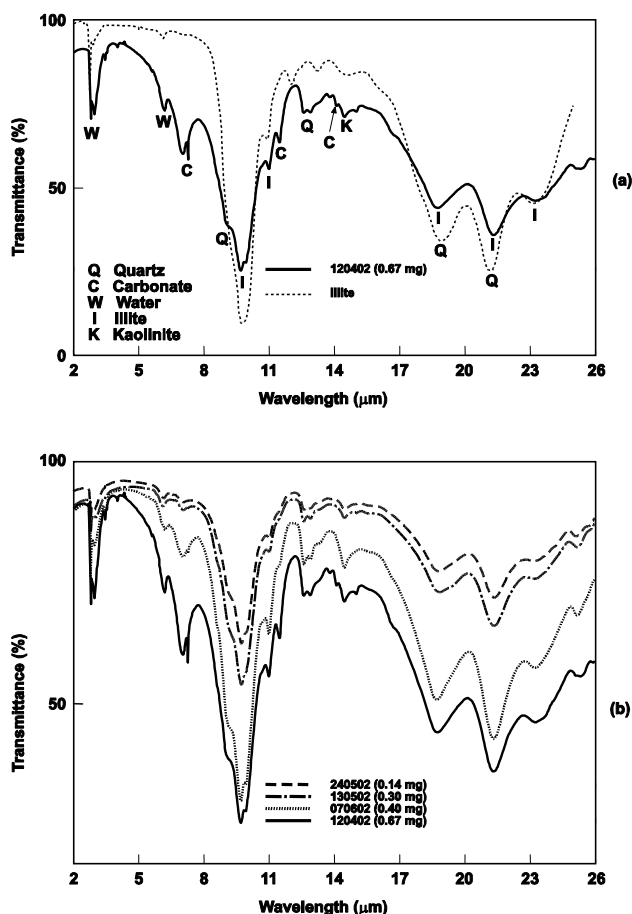 100
W
W
C
Q
I
I
C
Q
C
K
I
Q
I
Q
I
Transmittance (%)
50
0
(a)
Q Quartz
C Carbonate
W Water
I Illite
K Kaolinite
120402 (0.67 mg)
Illite
2 5 8 9 11 14 17 20 23 26
Wavelength (μm)
100
Transmittance (%)
50
(b)
240502 (0.14 mg)
130502 (0.30 mg)
070602 (0.40 mg)
120402 (0.67 mg)
2 5 8 9 11 14 17 20 23 26
Wavelength (μm)